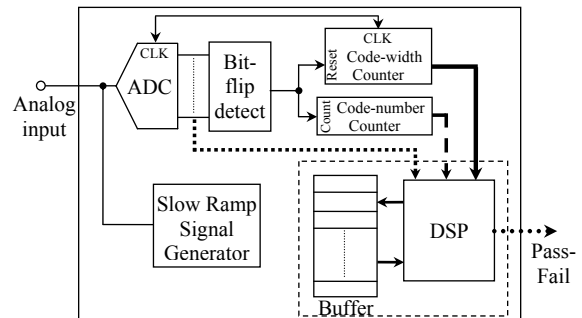 CLK
ADC
Bit-
flip
detect
Reset
CLK
Code-width
Counter
Count
Code-number
Counter
Analog
input
Slow Ramp
Signal
Generator
DSP
Buffer
Pass-
Fail